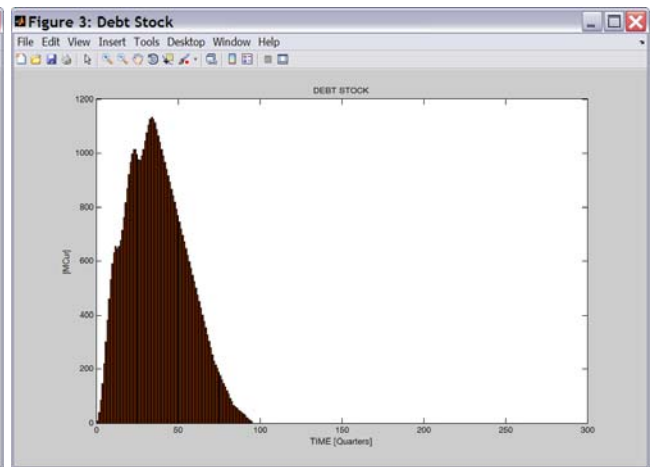 Figure 3: Debt Stock
File Edit View Insert Tools Desktop Window Help
DEBT STOCK
1200
1000
800
600
400
200
0
[MCur]
0 50 100 150 200 250 300
TIME [Quarters]